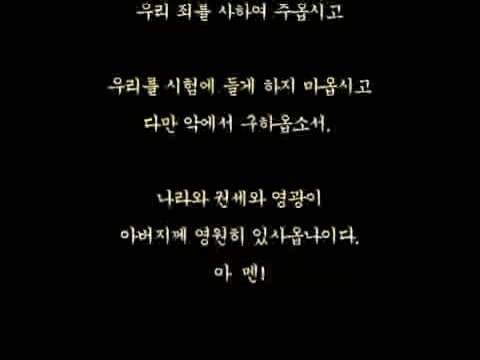 우리 죄를 사하여 주옵시고
우리를 시험에 들게 하지 마옵시고
다만 악에서 구하옵소서.
나라와 권세와 영광이
아버지께 영원히 있사옵나이다.
아 멘!